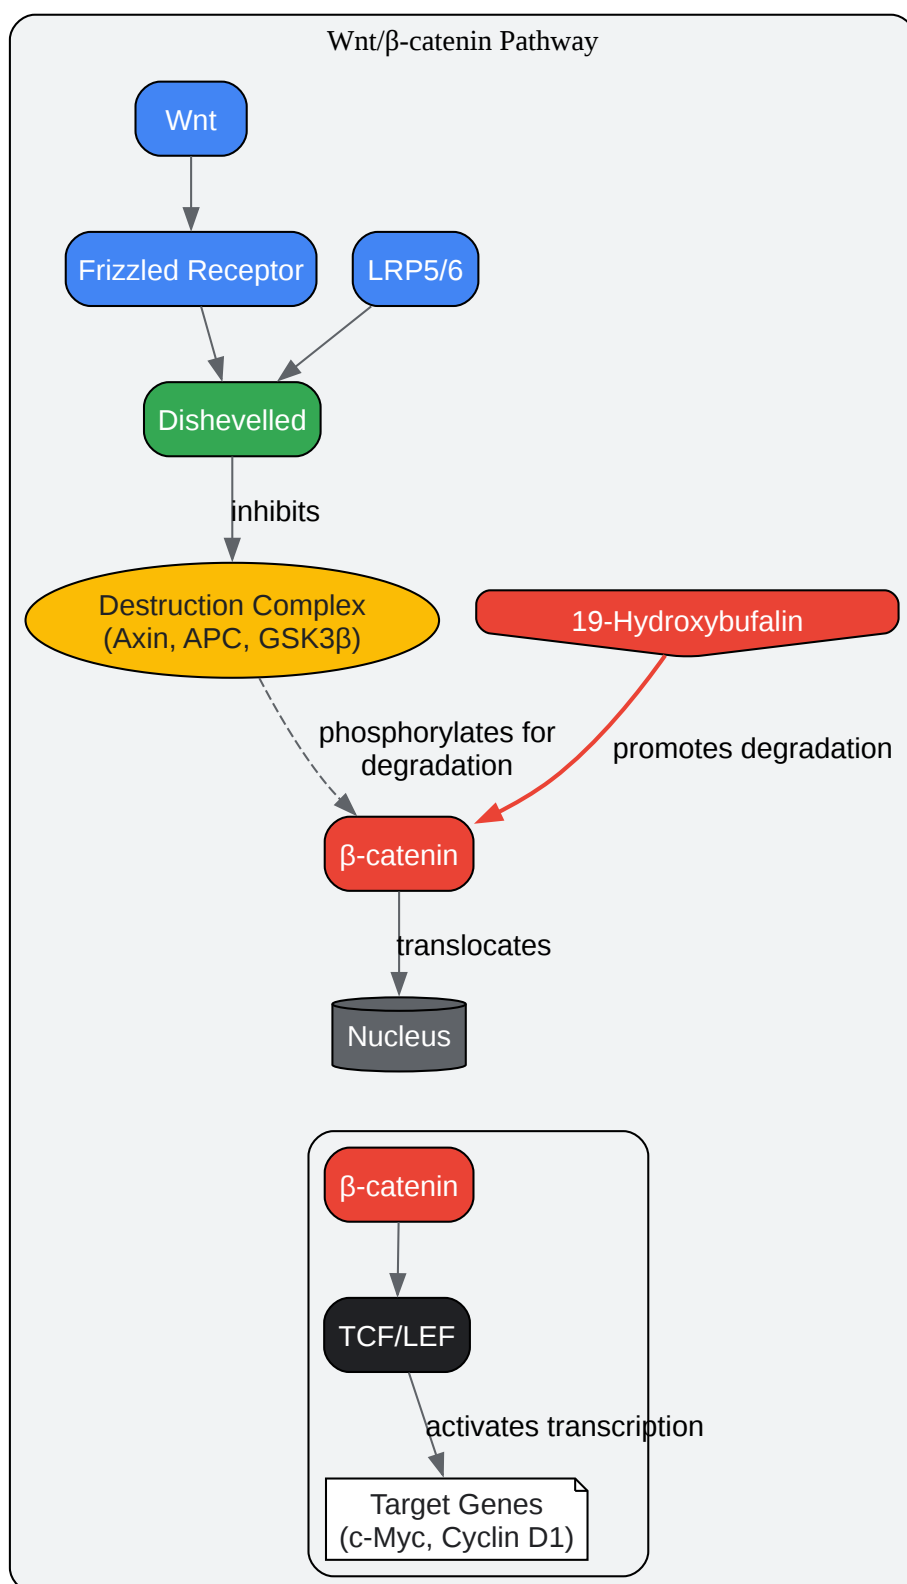 Wnt/β-catenin Pathway
Wnt
Frizzled Receptor
LRP5/6
Dishevelled
inhibits
Destruction Complex
(Axin, APC, GSK3β)
19-Hydroxybufalin
phosphorylates for
degradation
promotes degradation
β-catenin
translocates
Nucleus
β-catenin
TCF/LEF
activates transcription
Target Genes
(c-Myc, Cyclin D1)